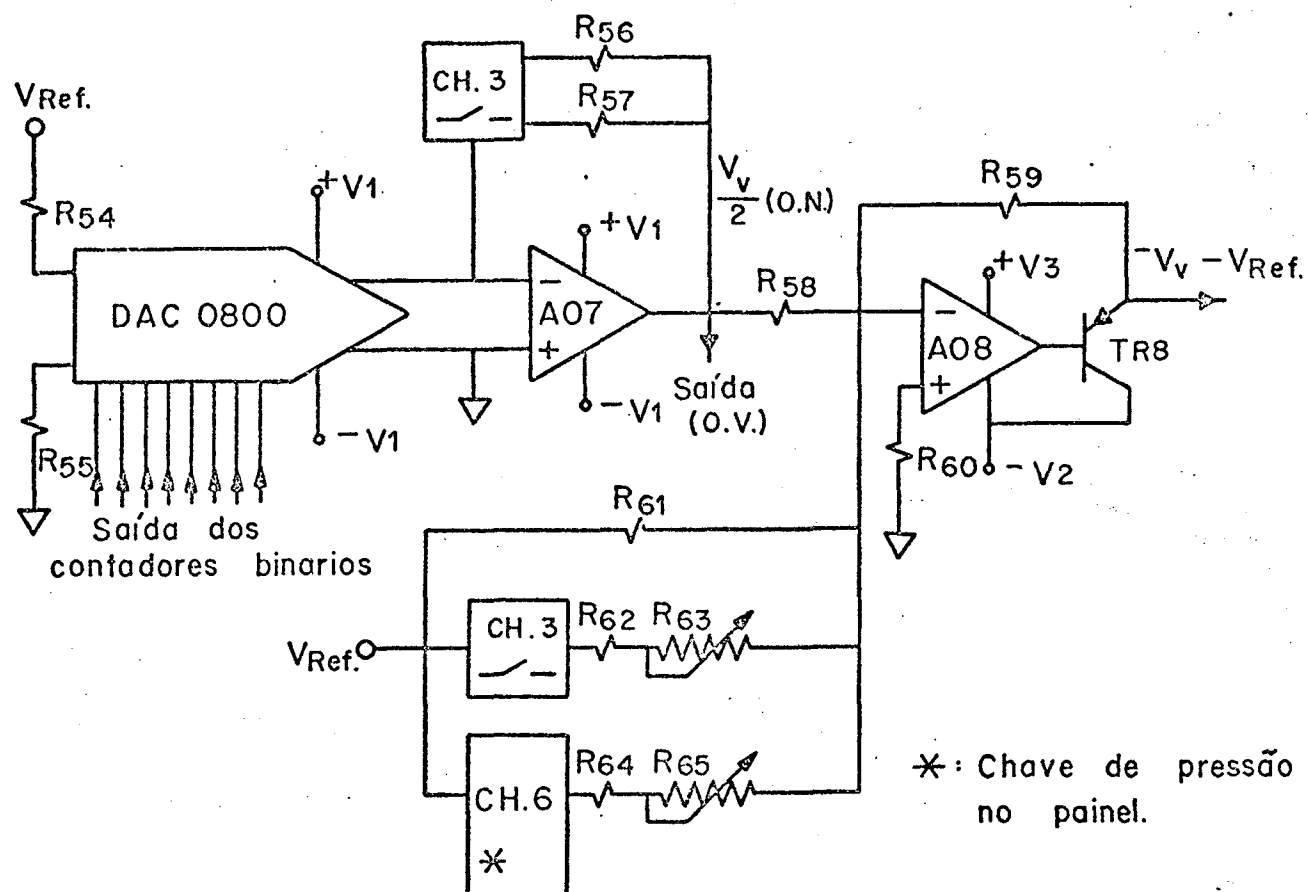 R56
CH. 3
R57
VRef.
R54
+V1
DAC 0800
-V1
R55
Saída dos
contadores binarios
+V1
A07
-
+
-V1
Vv/2 (O.N.)
Saída
(O.V.)
R58
R59
-Vv -VRef.
+V3
A08
-
+
TR8
R60
-V2
R61
VRef.
CH. 3
R62
R63
CH.6
*
R64
R65
* : Chave de pressão
no painel.